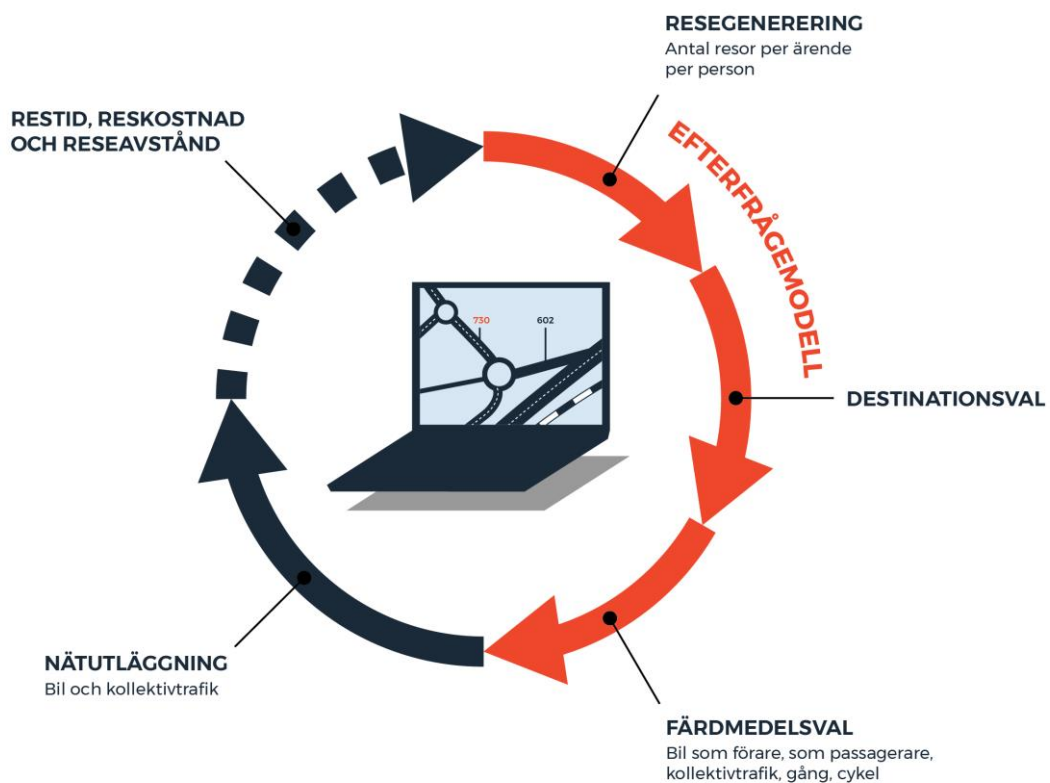 RESEGENERERING
Antal resor per ärende
per person
EFTERFRÅGEMODELL
RESTID, RESKOSTNAD
OCH RESEAVSTÅND
730
602
DESTINATIONSVAL
NÄTUTLÄGGNING
Bil och kollektivtrafik
FÄRDMEDELSVAL
Bil som förare, som passagerare,
kollektivtrafik, gång, cykel